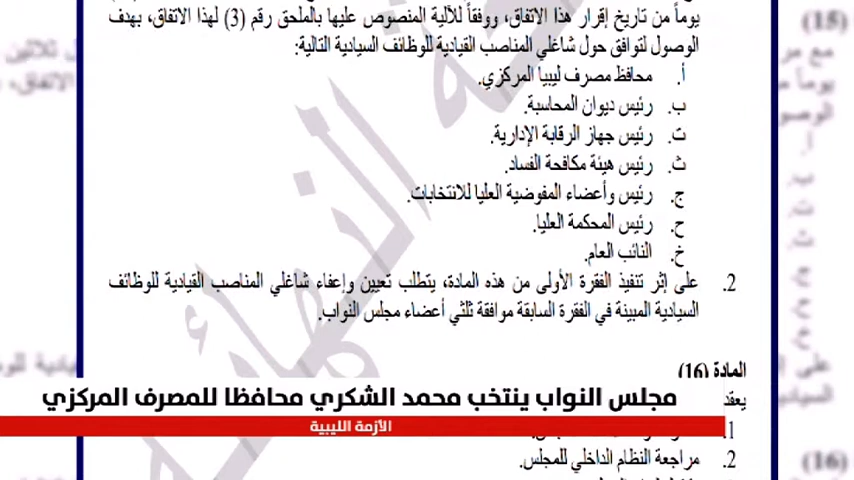 يوماً من تاريخ إقرار هذا الاتفاق، ووفقاً للآلية المنصوص عليها بالملحق رقم (3) لهذا الاتفاق، بهدف
الوصول لتوافق حول شاغلي المناصب القيادية للوظائف السيادية التالية:
أ. محافظ مصرف ليبيا المركزي.
ب. رئيس ديوان المحاسبة.
ت. رئيس جهاز الرقابة الإدارية.
ث. رئيس هيئة مكافحة الفساد.
ج. رئيس وأعضاء المفوضية العليا للانتخابات.
ح. رئيس المحكمة العليا.
خ. النائب العام.
2. على إثر تنفيذ الفقرة الأولى من هذه المادة، يتطلب تعيين وإعفاء شاغلي المناصب القيادية للوظائف
السيادية المبينة في الفقرة السابقة موافقة ثلثي أعضاء مجلس النواب.
المادة (16)
يعقد
مجلس النواب ينتخب محمد الشكري محافظا للمصرف المركزي
الأزمة الليبية
1.
2. مراجعة النظام الداخلي للمجلس.